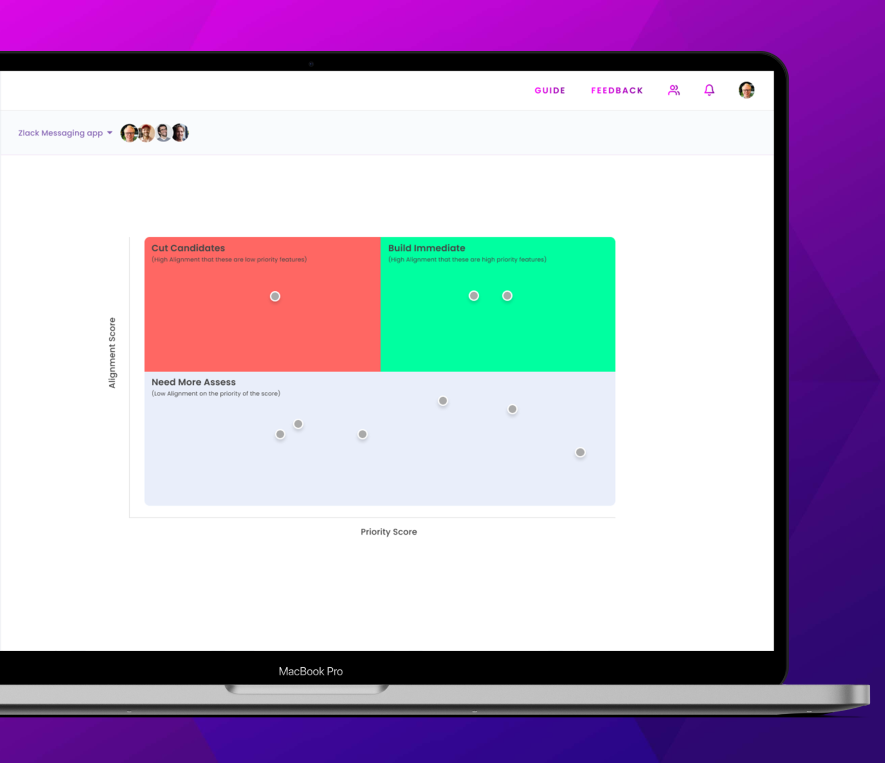 GUIDE FEEDBACK
Zlack Messaging app
Cut Candidates
(High Alignment that these are low priority features)
Build Immediate
(High Alignment that these are high priority features)
Alignment Score
Need More Assess
(Low Alignment on the priority of the score)
Priority Score
MacBook Pro